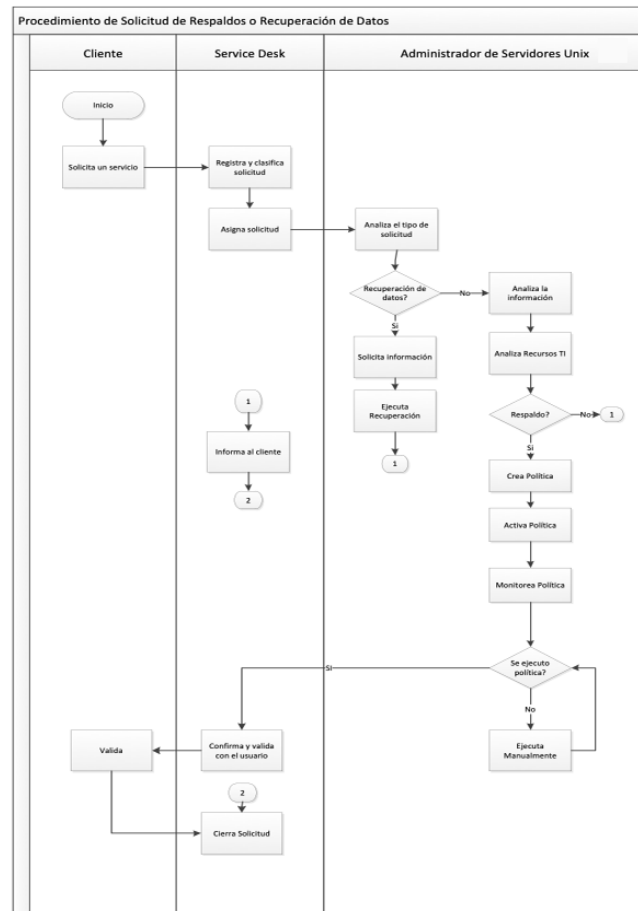 Procedimiento de Solicitud de Respaldos o Recuperación de Datos
Cliente
Service Desk
Administrador de Servidores Unix
Inicio
Solicita un servicio
Registra y clasifica
solicitud
Asigna solicitud
Analiza el tipo de
solicitud
Recuperación de
datos?
No
Analiza la
información
Si
Solicita información
Analiza Recursos TI
Ejecuta
Recuperación
1
Respaldo?
No
1
1
Informa al cliente
2
Si
Crea Política
Activa Política
Monitorea Política
Se ejecuto
política?
Si
No
Ejecuta
Manualmente
Confirma y valida
con el usuario
Valida
2
Cierra Solicitud